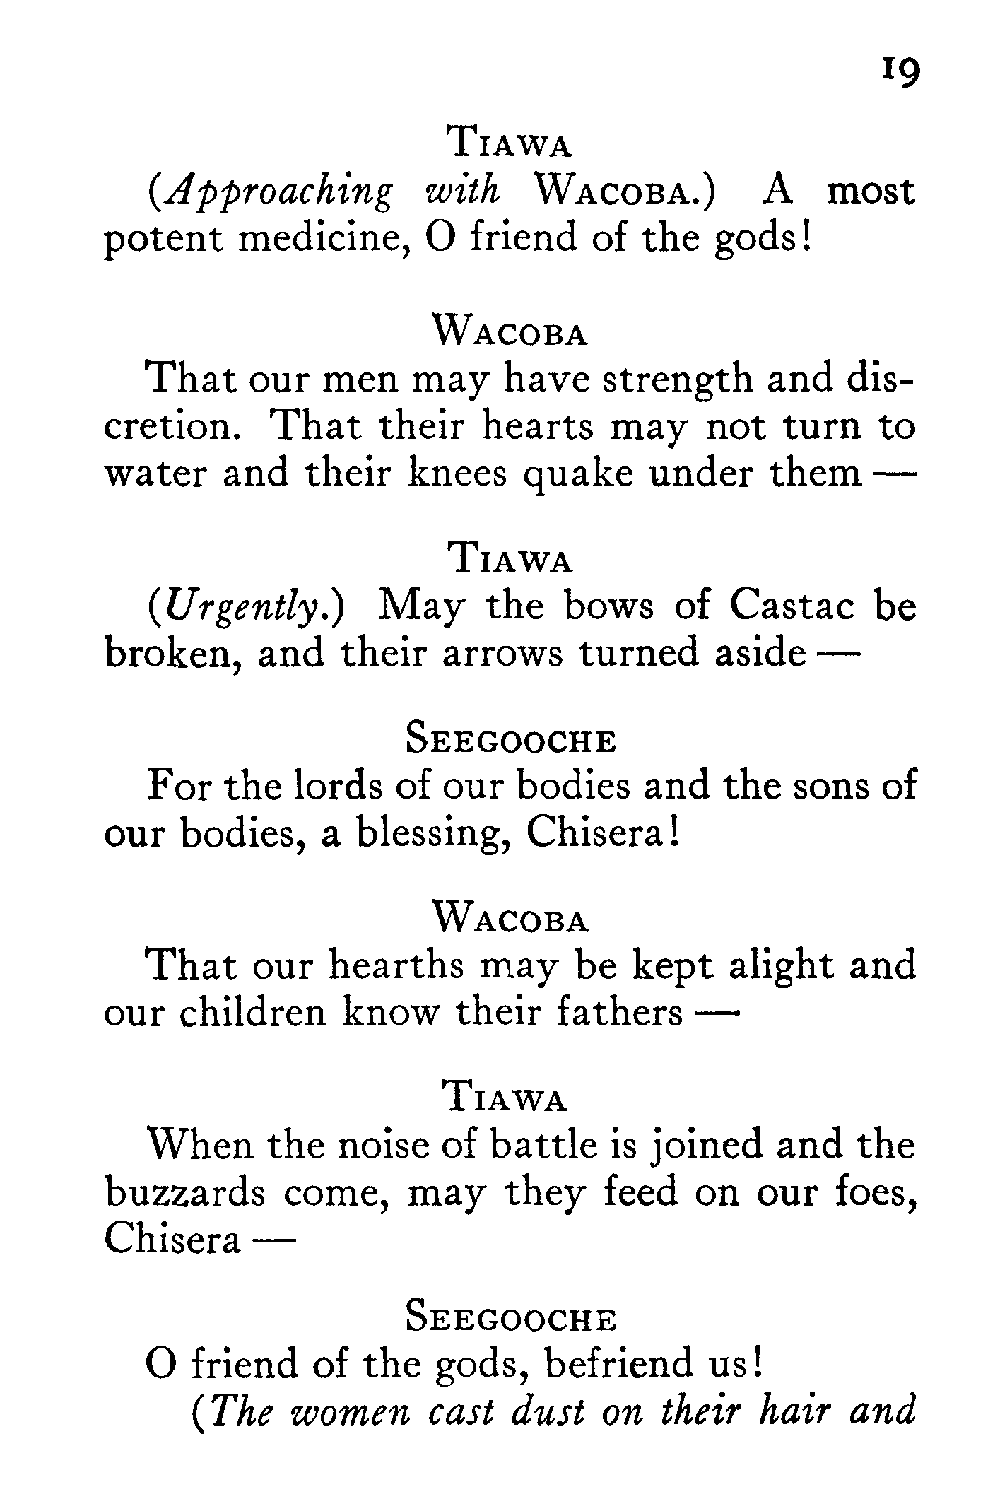 19
TIAWA
(Approaching with WACOBA.) A most
potent medicine, O friend of the gods!
WACOBA
That our men may have strength and dis-
cretion. That their hearts may not turn to
water and their knees quake under them —
TIAWA
(Urgently.) May the bows of Castac be
broken, and their arrows turned aside —
SEEGOOCHE
For the lords of our bodies and the sons of
our bodies, a blessing, Chisera!
WACOBA
That our hearths may be kept alight and
our children know their fathers —
TIAWA
When the noise of battle is joined and the
buzzards come, may they feed on our foes,
Chisera —
SEEGOOCHE
O friend of the gods, befriend us!
(The women cast dust on their hair and